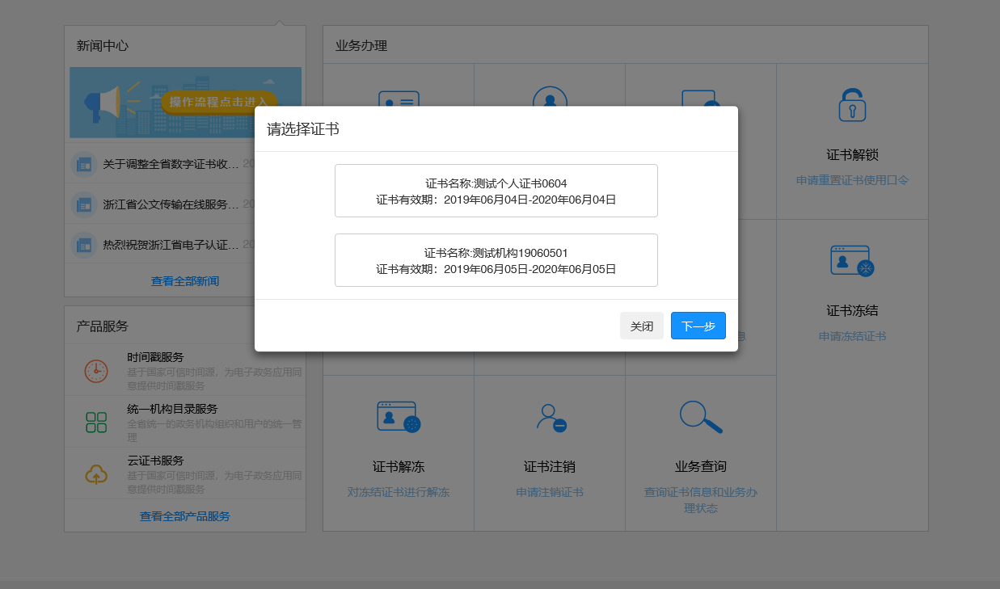 新闻中心
操作流程点击进入
关于调整全省数字证书收… 20
浙江省公文传输在线服务… 20
热烈祝贺浙江省电子认证… 20
查看全部新闻
产品服务
时间戳服务
基于国家可信时间源，为电子政务应用同
意提供时间戳服务
统一机构目录服务
全省统一的政务机构组织和用户的统一管
理
云证书服务
基于国家可信时间源，为电子政务应用同
意提供时间戳服务
查看全部产品服务
业务办理
证书解锁
申请重置证书使用口令
息
证书冻结
申请冻结证书
证书解冻
对冻结证书进行解冻
证书注销
申请注销证书
业务查询
查询证书信息和业务办
理状态
请选择证书
证书名称:测试个人证书0604
证书有效期：2019年06月04日-2020年06月04日
证书名称:测试机构19060501
证书有效期：2019年06月05日-2020年06月05日
关闭
下一步